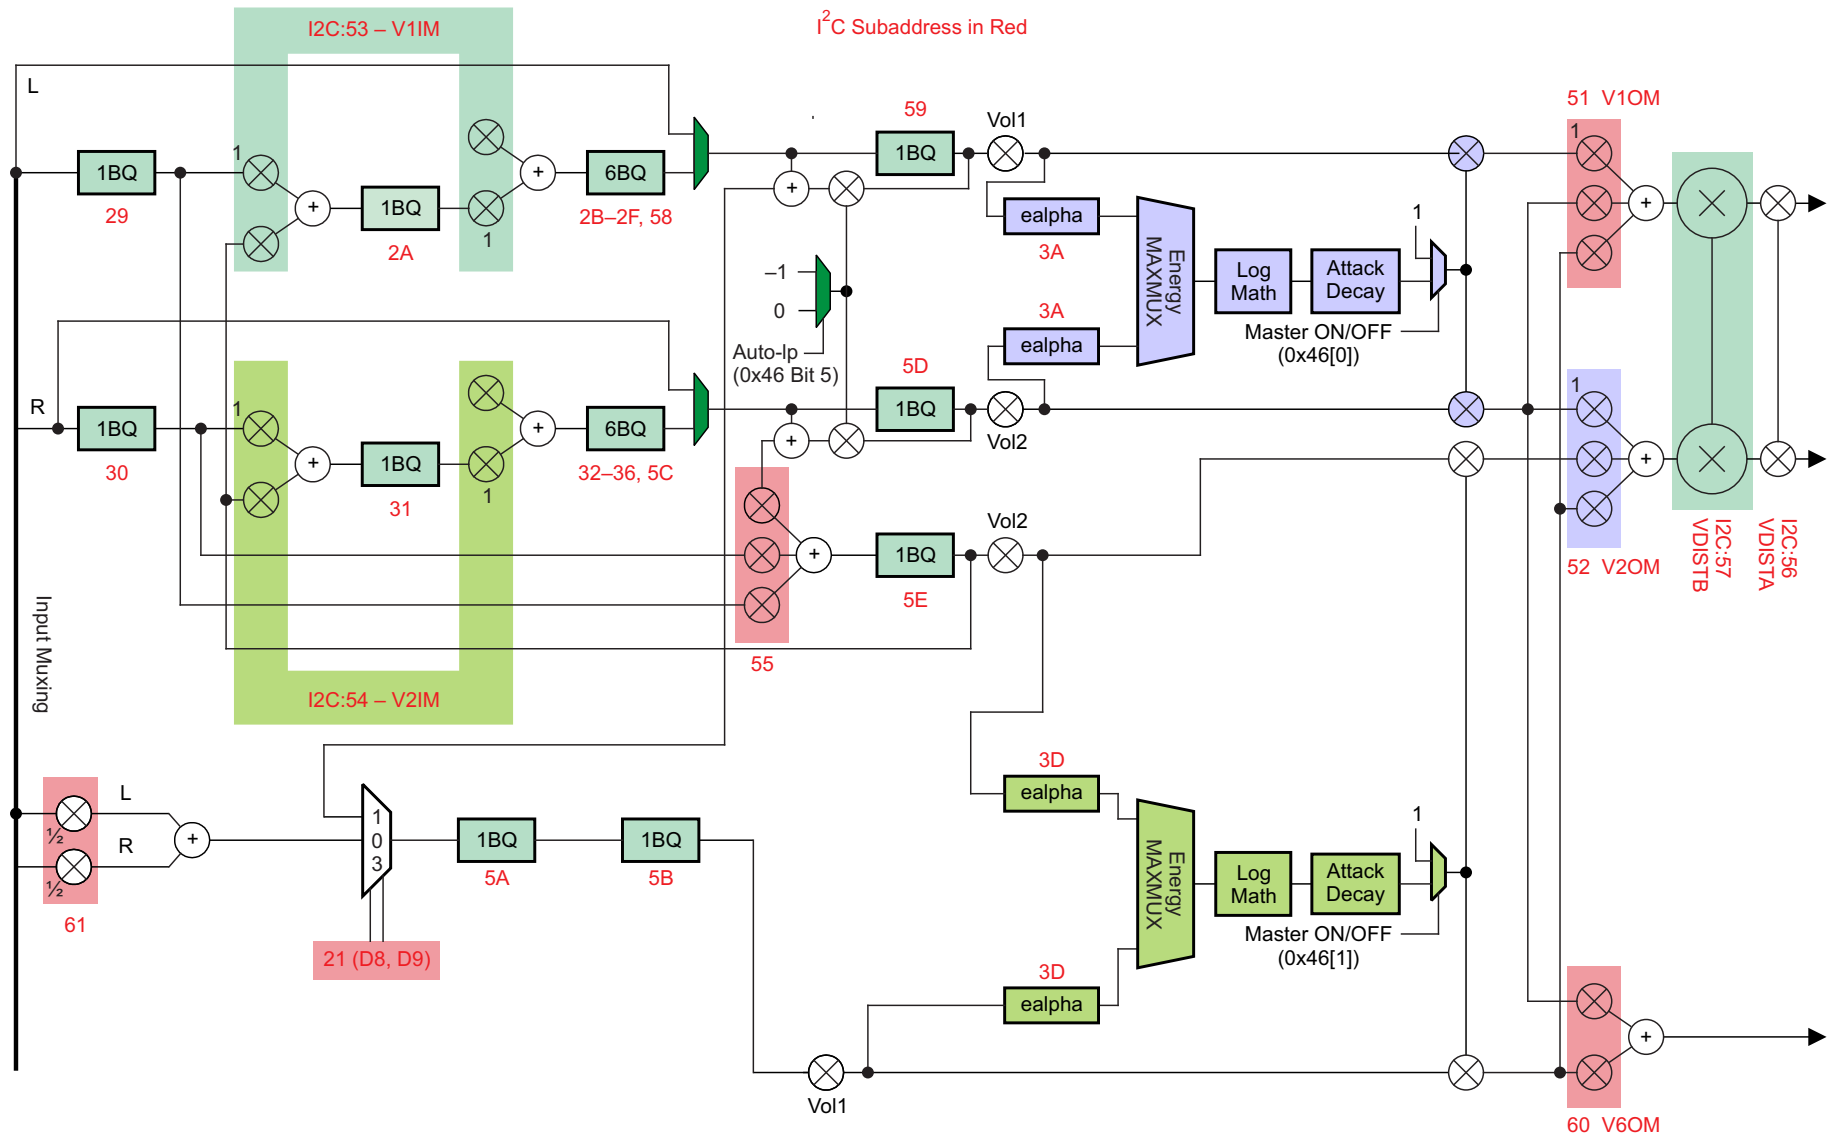 I2C:53 – V1IM
I²C Subaddress in Red
L
51 V1OM
59
Vol1
1
1BQ
1
1BQ
6BQ
1BQ
+
+
+
1BQ
29
2A
1
2B–2F, 58
ealpha
3A
1
+
–1
0
Energy
MAXMUX
Log
Math
Attack
Decay
3A
Master ON/OFF
(0x46[0])
ealpha
Auto-lp
(0x46 Bit 5)
5D
R
1
1BQ
6BQ
1BQ
1
+
+
+
Vol2
30
1BQ
31
1
32–36, 5C
+
Vol2
I2C:57
VDISTB
I2C:56
VDISTA
+
1BQ
5E
52 V2OM
Input Muxing
55
I2C:54 – V2IM
3D
ealpha
L
½
R
½
+
1
0
3
1BQ
5A
1BQ
5B
Energy
MAXMUX
Log
Math
Attack
Decay
1
61
Master ON/OFF
(0x46[1])
21 (D8, D9)
3D
ealpha
+
Vol1
60 V6OM